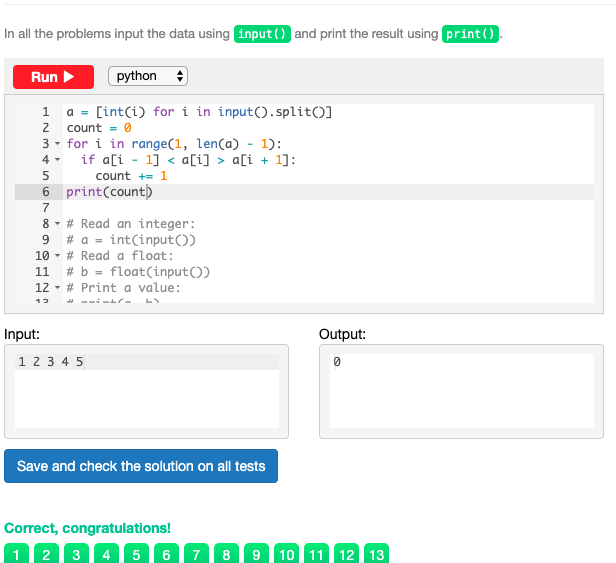 In all the problems input the data using input() and print the result using print().
Run
python
1 a = [int(i) for i in input().split()]
2 count = 0
3 for i in range(1, len(a) - 1):
4   if a[i - 1] < a[i] > a[i + 1]:
5     count += 1
6 print(count)
7
8 # Read an integer:
9 # a = int(input())
10 # Read a float:
11 # b = float(input())
12 # Print a value:
13 # print(a, b)
Input:
Output:
1 2 3 4 5
0
Save and check the solution on all tests
Correct, congratulations!
1 2 3 4 5 6 7 8 9 10 11 12 13